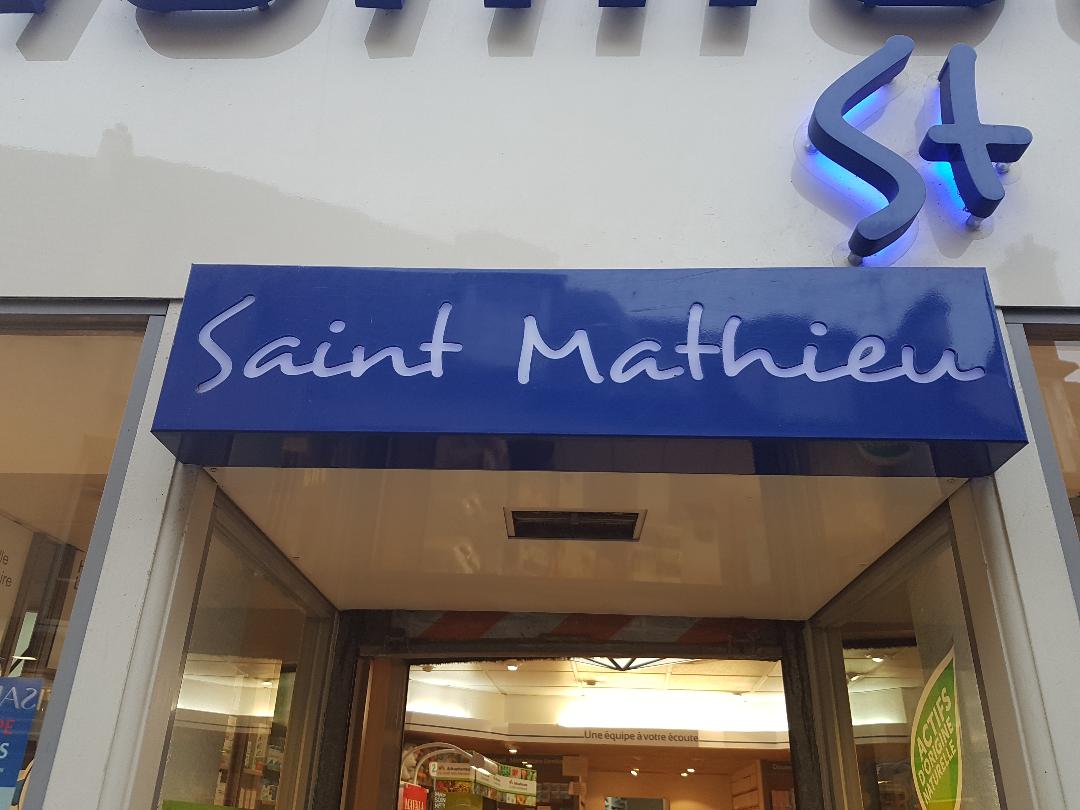 St
Saint Mathieu
Une équipe à votre écoute
ACTIFS
D'ORIGINE
NATURELLE